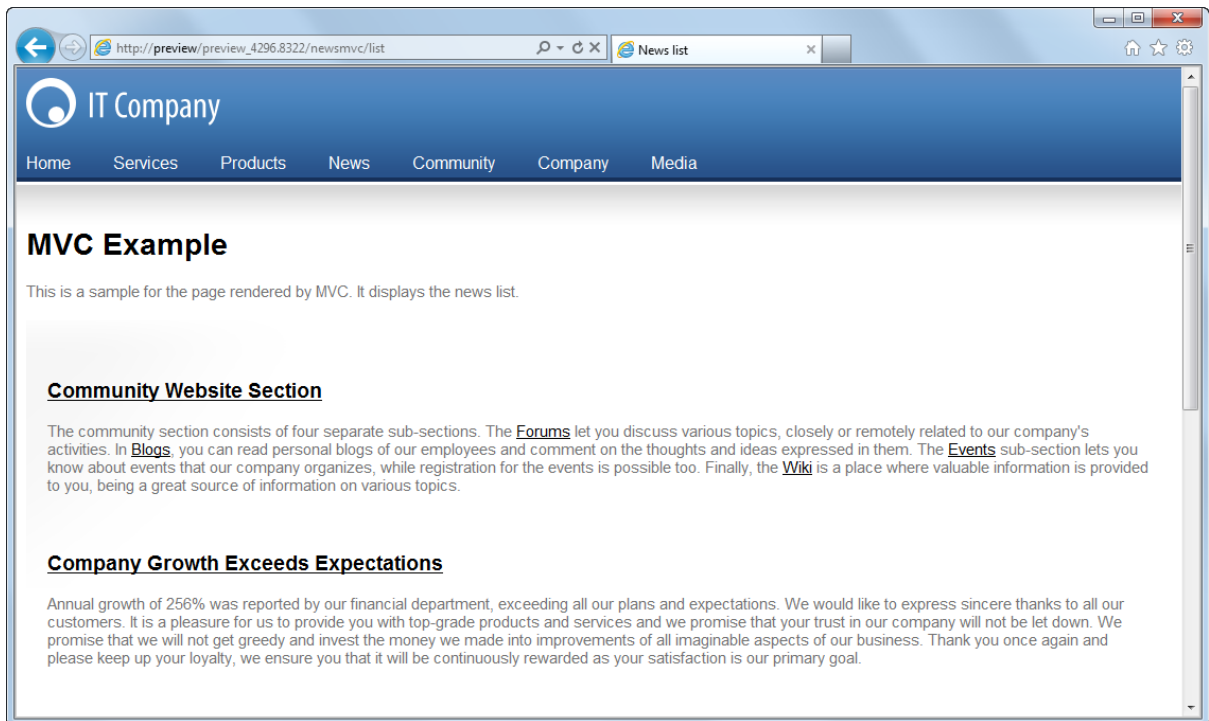 http://preview/preview_4296.8322/newsmvc/list
News list
IT Company
Home Services Products News Community Company Media
MVC Example
This is a sample for the page rendered by MVC. It displays the news list.
Community Website Section
The community section consists of four separate sub-sections. The Forums let you discuss various topics, closely or remotely related to our company's
activities. In Blogs, you can read personal blogs of our employees and comment on the thoughts and ideas expressed in them. The Events sub-section lets you
know about events that our company organizes, while registration for the events is possible too. Finally, the Wiki is a place where valuable information is provided
to you, being a great source of information on various topics.
Company Growth Exceeds Expectations
Annual growth of 256% was reported by our financial department, exceeding all our plans and expectations. We would like to express sincere thanks to all our
customers. It is a pleasure for us to provide you with top-grade products and services and we promise that your trust in our company will not be let down. We
promise that we will not get greedy and invest the money we made into improvements of all imaginable aspects of our business. Thank you once again and
please keep up your loyalty, we ensure you that it will be continuously rewarded as your satisfaction is our primary goal.